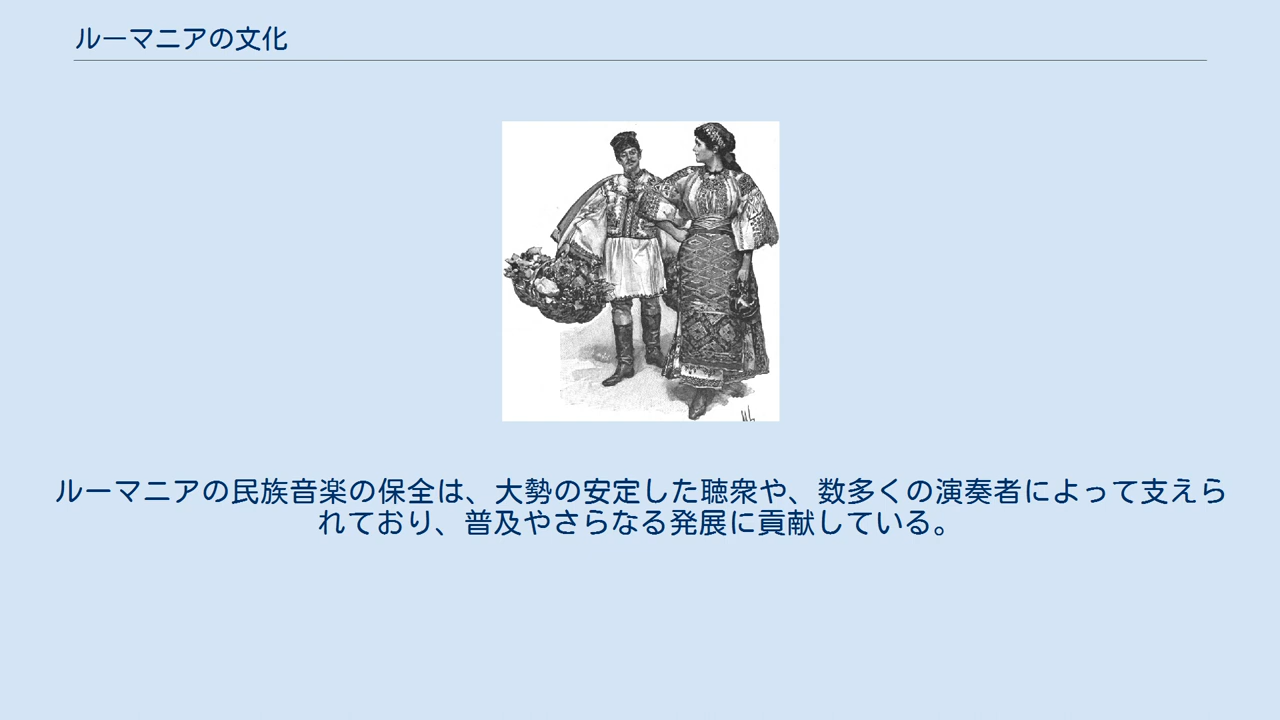 ルーマニアの文化
ルーマニアの民族音楽の保全は、大勢の安定した聴衆や、数多くの演奏者によって支えら
れており、普及やさらなる発展に貢献している。